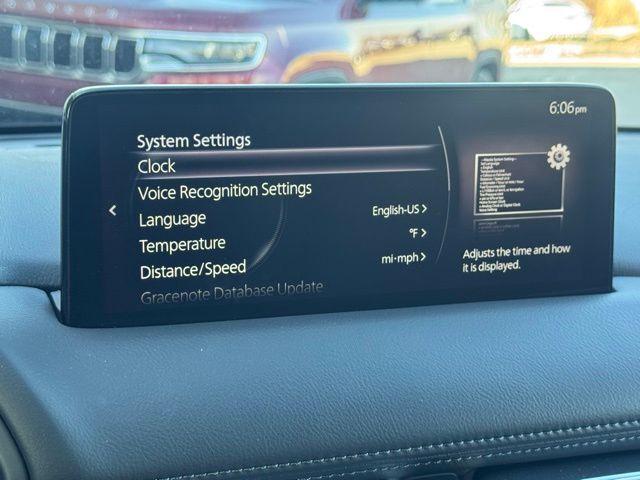 6:06pm
System Settings
Clock
Voice Recognition Settings
Language English-US
Temperature °F
Distance/Speed mi·mph
Gracenote Database Update
Adjusts the time and how
it is displayed.